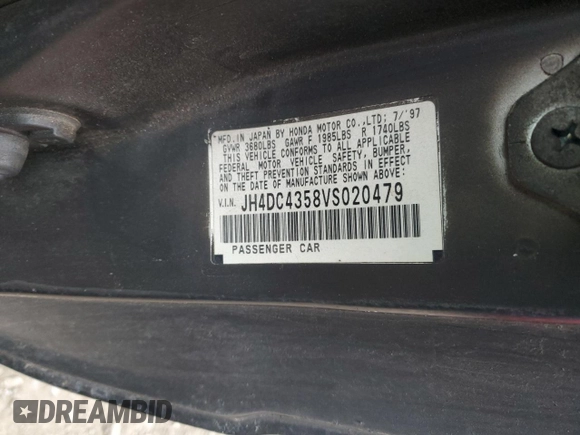 MFD. IN JAPAN BY HONDA MOTOR CO., LTD; 7/'97
GVWR 3680LBS GAWR F 1985LBS R 1740LBS
THIS VEHICLE CONFORMS TO ALL APPLICABLE
FEDERAL MOTOR VEHICLE SAFETY, BUMPER,
AND THEFT PREVENTION STANDARDS IN EFFECT
ON THE DATE OF MANUFACTURE SHOWN ABOVE:
V.I.N. JH4DC4358VS020479
PASSENGER CAR
DREAMBID